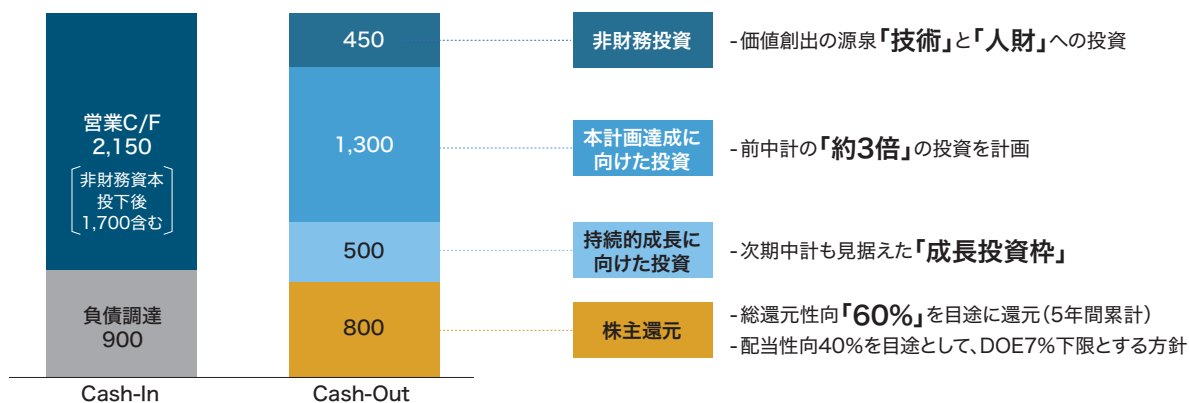 営業C/F
2,150
非財務資本
投下後
1,700含む
負債調達
900
Cash-In
450
1,300
500
800
Cash-Out
非財務投資
-価値創出の源泉「技術」と「人財」への投資
本計画達成に
向けた投資
-前中計の「約3倍」の投資を計画
持続的成長に
向けた投資
-次期中計も見据えた「成長投資枠」
株主還元
-総還元性向「60%」を目途に還元(5年間累計)
-配当性向40%を目途として、DOE7%下限とする方針